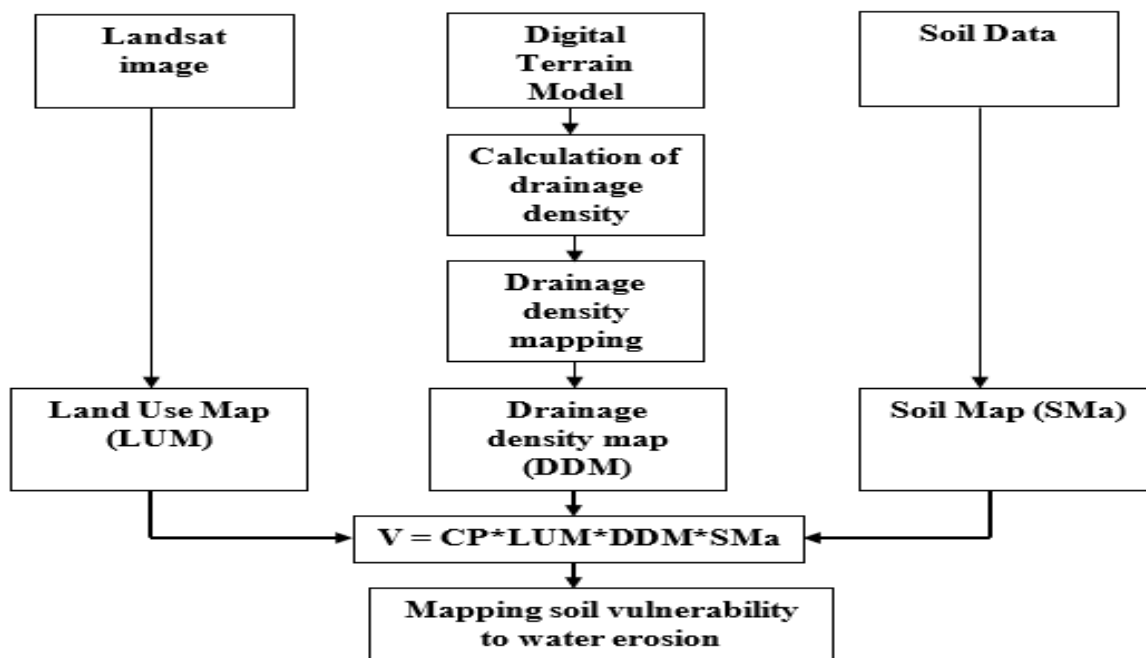 Landsat
image
Digital
Terrain
Model
Soil Data
Calculation of
drainage
density
Drainage
density
mapping
Land Use Map
(LUM)
Drainage
density map
(DDM)
Soil Map (SMa)
V = CP*LUM*DDM*SMa
Mapping soil vulnerability
to water erosion